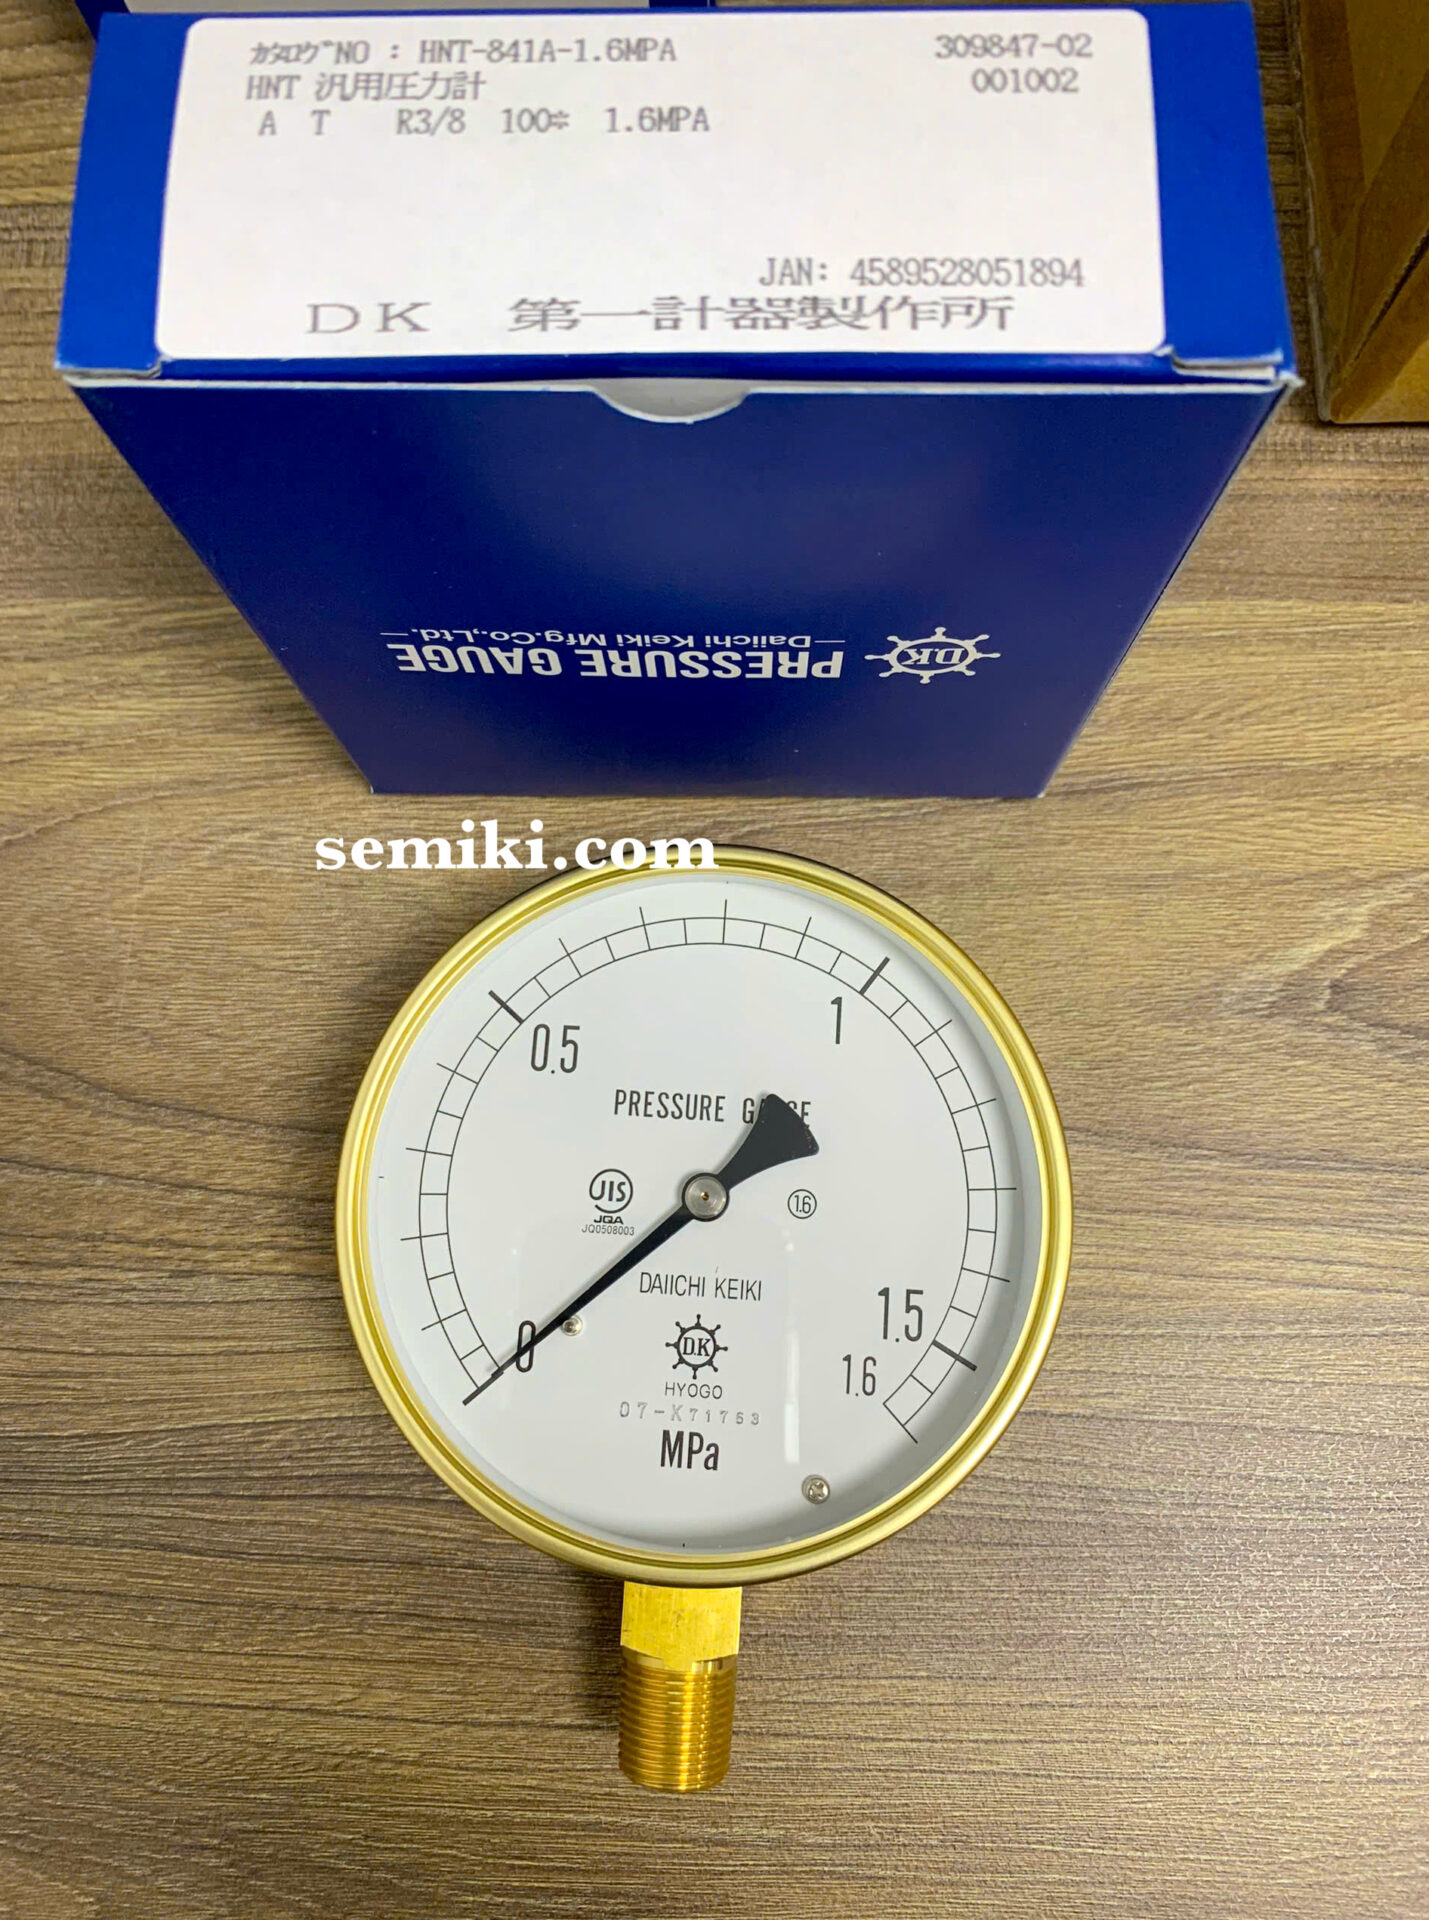 ｶﾀﾛｸﾞNO : HNT-841A-1.6MPA 309847-02
HNT 汎用圧力計 001002
A T R3/8 100⌽ 1.6MPA
JAN: 4589528051894
DK 第一計器製作所
D.K PRESSURE GAUGE
—Daiichi Keiki Mfg.Co.,Ltd.—
semiki.com
0.5
1
PRESSURE GAUGE
JIS
1.6
JQA
JQ0508003
DAIICHI KEIKI
0
1.5
D.K
1.6
HYOGO
07-K71763
MPa